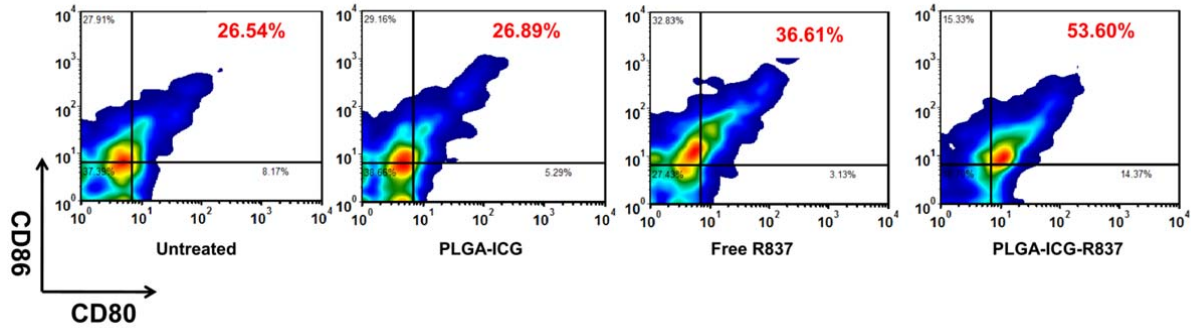 27.91%
26.54%
37.39%
8.17%
29.16%
26.89%
38.66%
5.29%
32.83%
36.61%
27.43%
3.13%
15.33%
53.60%
14.37%
10⁴ 10³ 10² 10¹ 10⁰
10⁰ 10¹ 10² 10³ 10⁴
10⁴ 10³ 10² 10¹ 10⁰
10⁰ 10¹ 10² 10³ 10⁴
10⁴ 10³ 10² 10¹ 10⁰
10⁰ 10¹ 10² 10³ 10⁴
10⁴ 10³ 10² 10¹ 10⁰
10⁰ 10¹ 10² 10³ 10⁴
Untreated
PLGA-ICG
Free R837
PLGA-ICG-R837
CD86
CD80